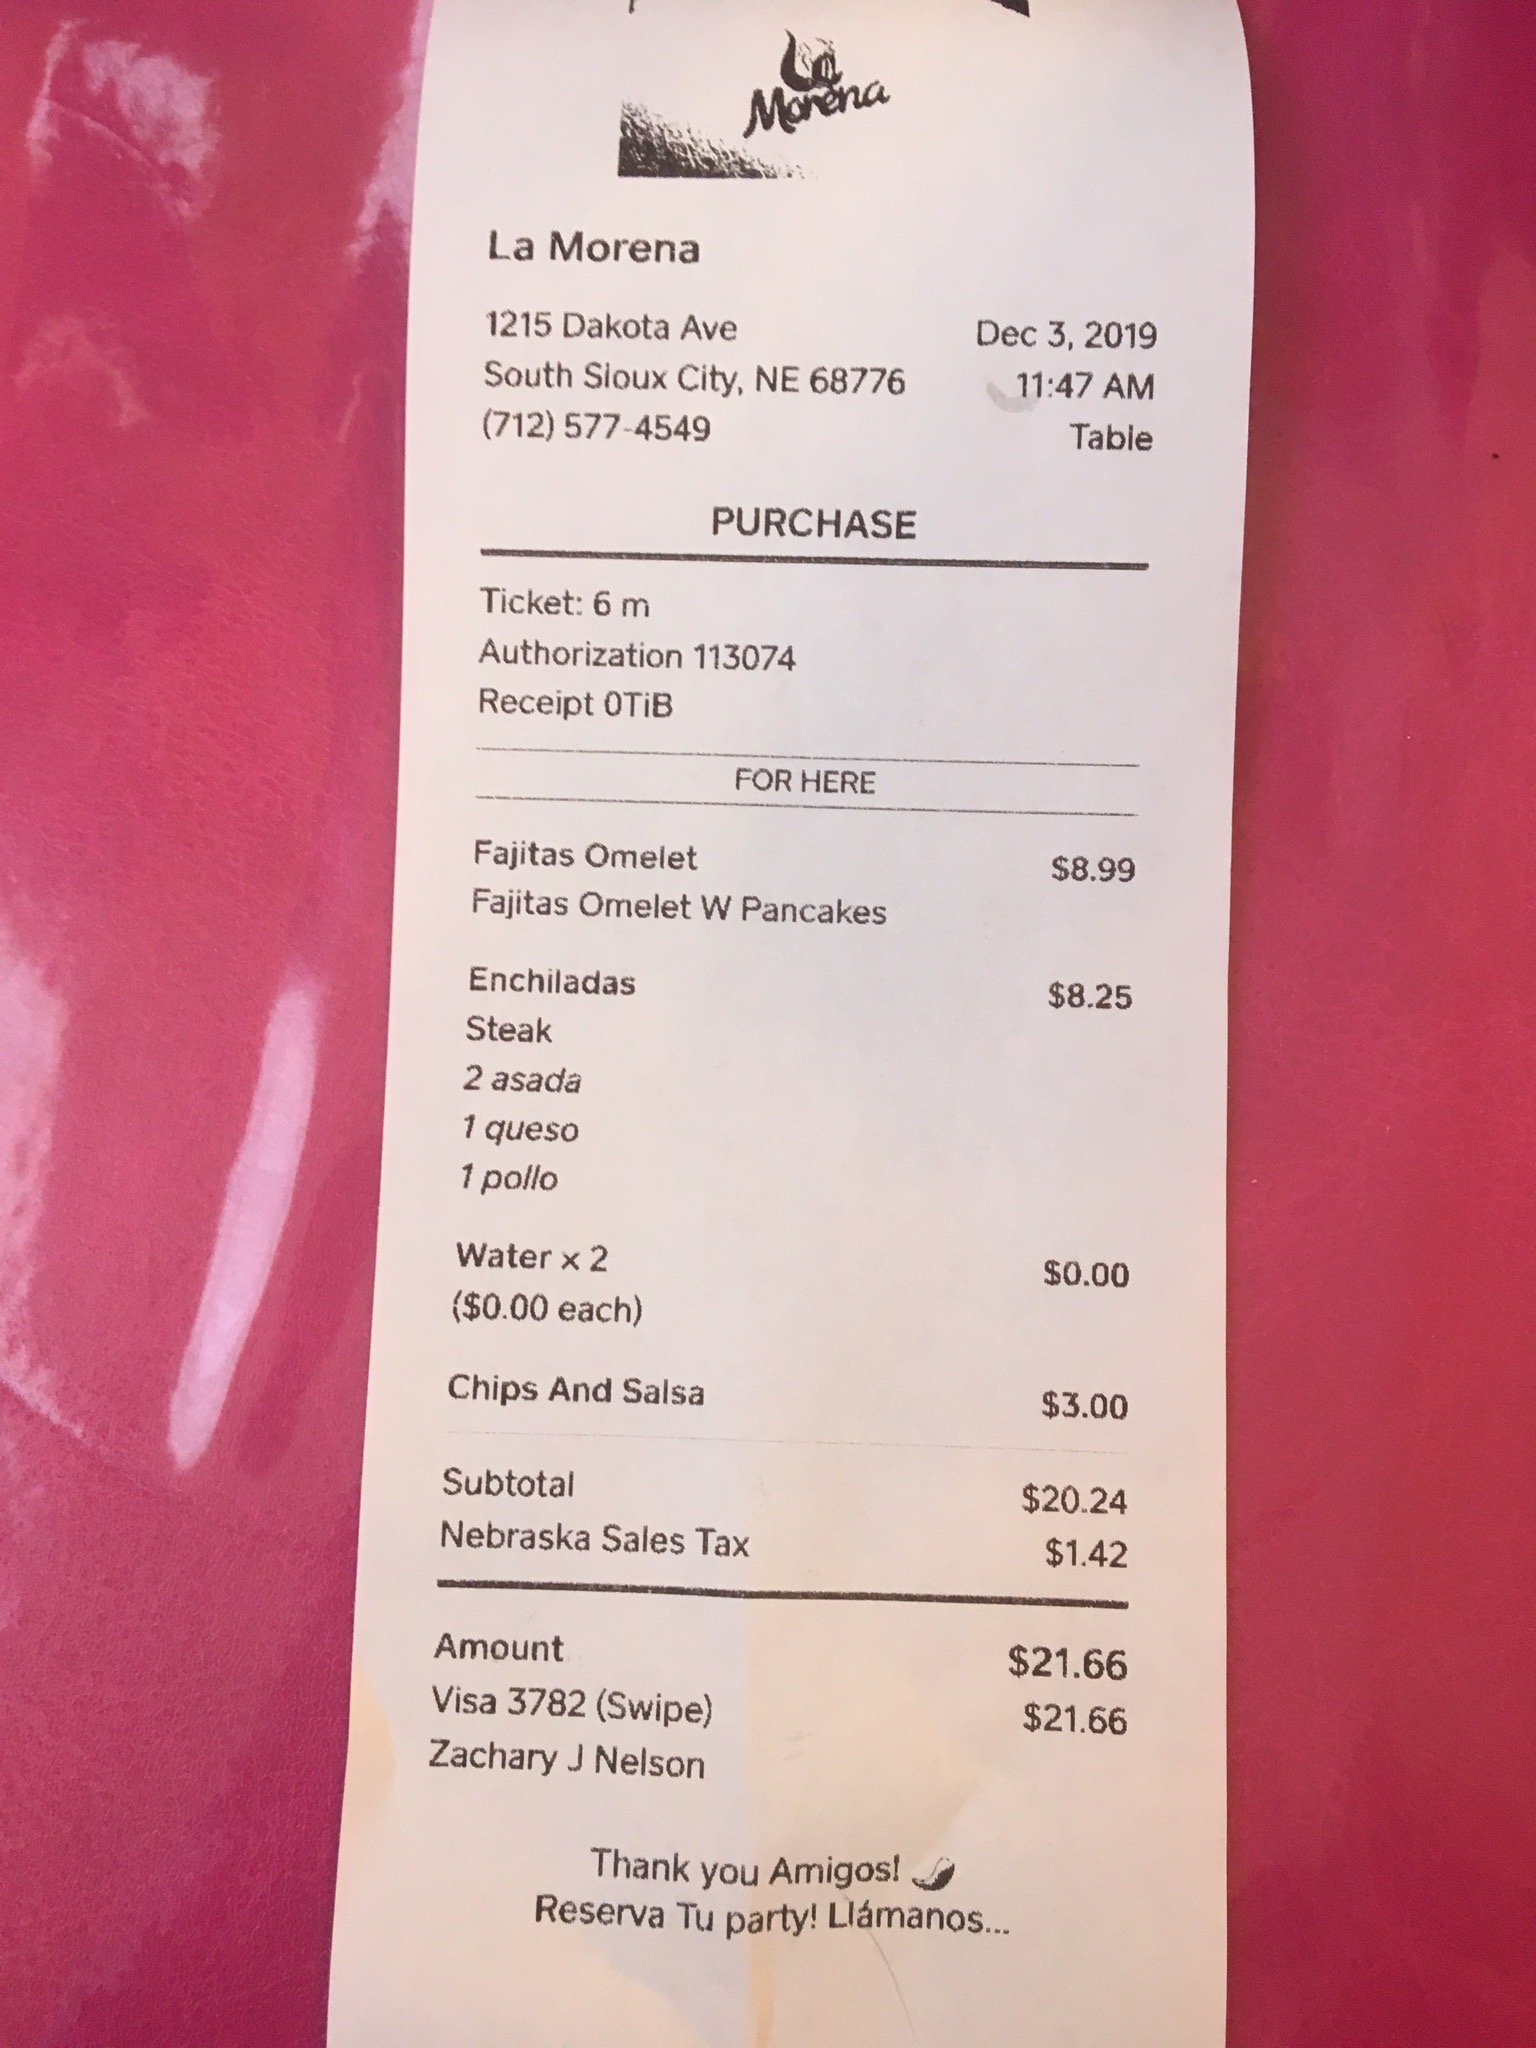 La
Morena
La Morena
1215 Dakota Ave Dec 3, 2019
South Sioux City, NE 68776 11:47 AM
(712) 577-4549 Table
PURCHASE
Ticket: 6 m
Authorization 113074
Receipt 0TiB
FOR HERE
Fajitas Omelet $8.99
Fajitas Omelet W Pancakes
Enchiladas $8.25
Steak
2 asada
1 queso
1 pollo
Water x 2 $0.00
($0.00 each)
Chips And Salsa $3.00
Subtotal $20.24
Nebraska Sales Tax $1.42
Amount $21.66
Visa 3782 (Swipe) $21.66
Zachary J Nelson
Thank you Amigos! 🌶
Reserva Tu party! Llámanos...